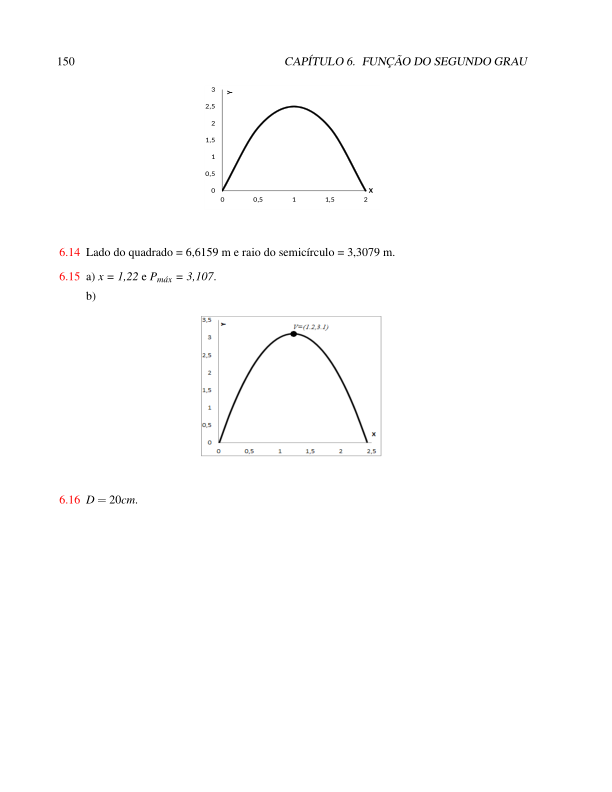 150 CAPÍTULO 6. FUNÇÃO DO SEGUNDO GRAU
3 Y
2,5
2
1,5
1
0,5
0 X
0 0,5 1 1,5 2
6.14 Lado do quadrado = 6,6159 m e raio do semicírculo = 3,3079 m.
6.15 a) x = 1,22 e Pmáx = 3,107.
b)
3,5 Y
V=(1.2,3.1)
3
2,5
2
1,5
1
0,5
X
0
0 0,5 1 1,5 2 2,5
6.16 D = 20cm.